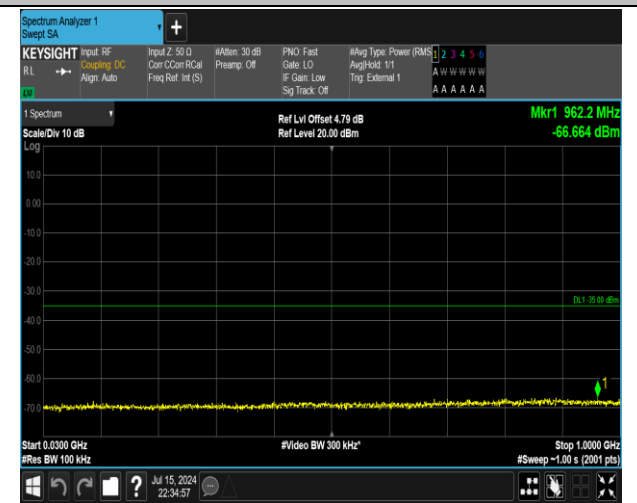 Spectrum Analyzer 1
Swept SA
+
KEYSIGHT
RL
LW
Input: RF
Coupling: DC
Align: Auto
Input Z: 50 Ω
Corr CCorr RCal
Freq Ref: Int (S)
#Atten: 30 dB
Preamp: Off
PNO: Fast
Gate: LO
IF Gain: Low
Sig Track: Off
#Avg Type: Power (RMS
Avg|Hold: 1/1
Trig: External 1
1 2 3 4 5 6
A W W W W W
A A A A A A
1 Spectrum
Scale/Div 10 dB
Ref Lvl Offset 4.79 dB
Ref Level 20.00 dBm
Mkr1 962.2 MHz
-66.664 dBm
Log
10.0
0.00
-10.0
-20.0
-30.0
DL1 -35.00 dBm
-40.0
-50.0
-60.0
1
-70.0
Start 0.0300 GHz
#Res BW 100 kHz
#Video BW 300 kHz*
Stop 1.0000 GHz
#Sweep ~1.00 s (2001 pts)
?
Jul 15, 2024
22:34:57